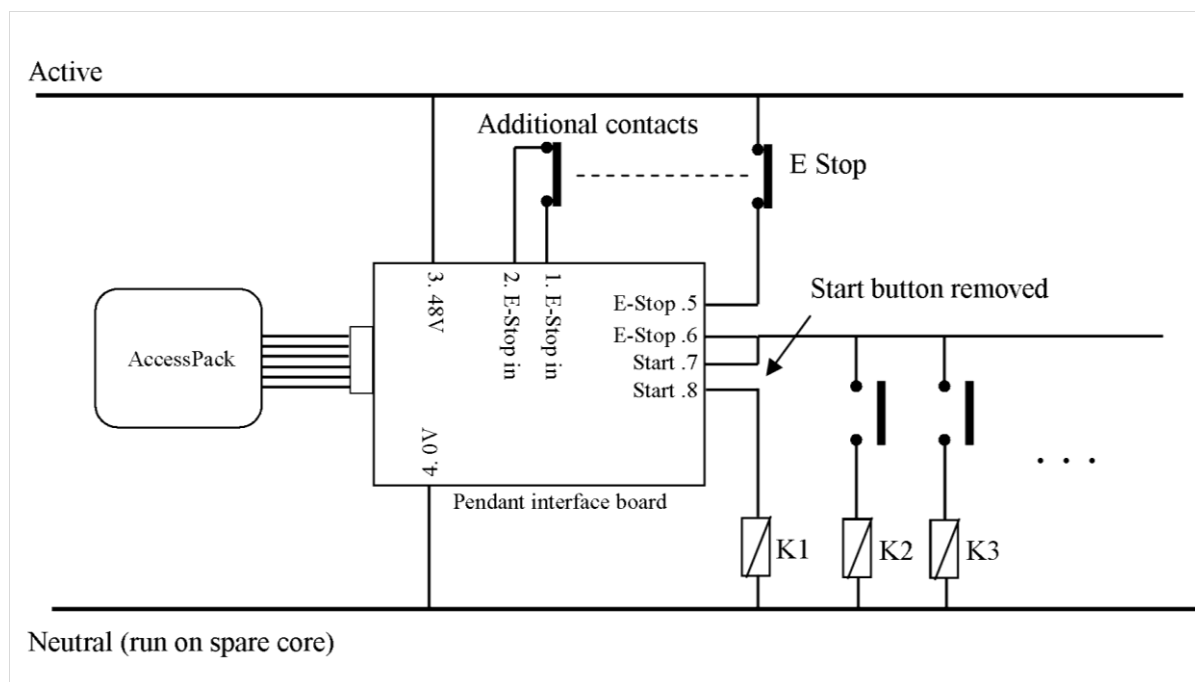 Active
Additional contacts
E Stop
3. 48V
2. E-Stop in
1. E-Stop in
E-Stop .5
Start button removed
E-Stop .6
Start .7
Start .8
AccessPack
4. 0V
Pendant interface board
K1
K2
K3
. . .
Neutral (run on spare core)